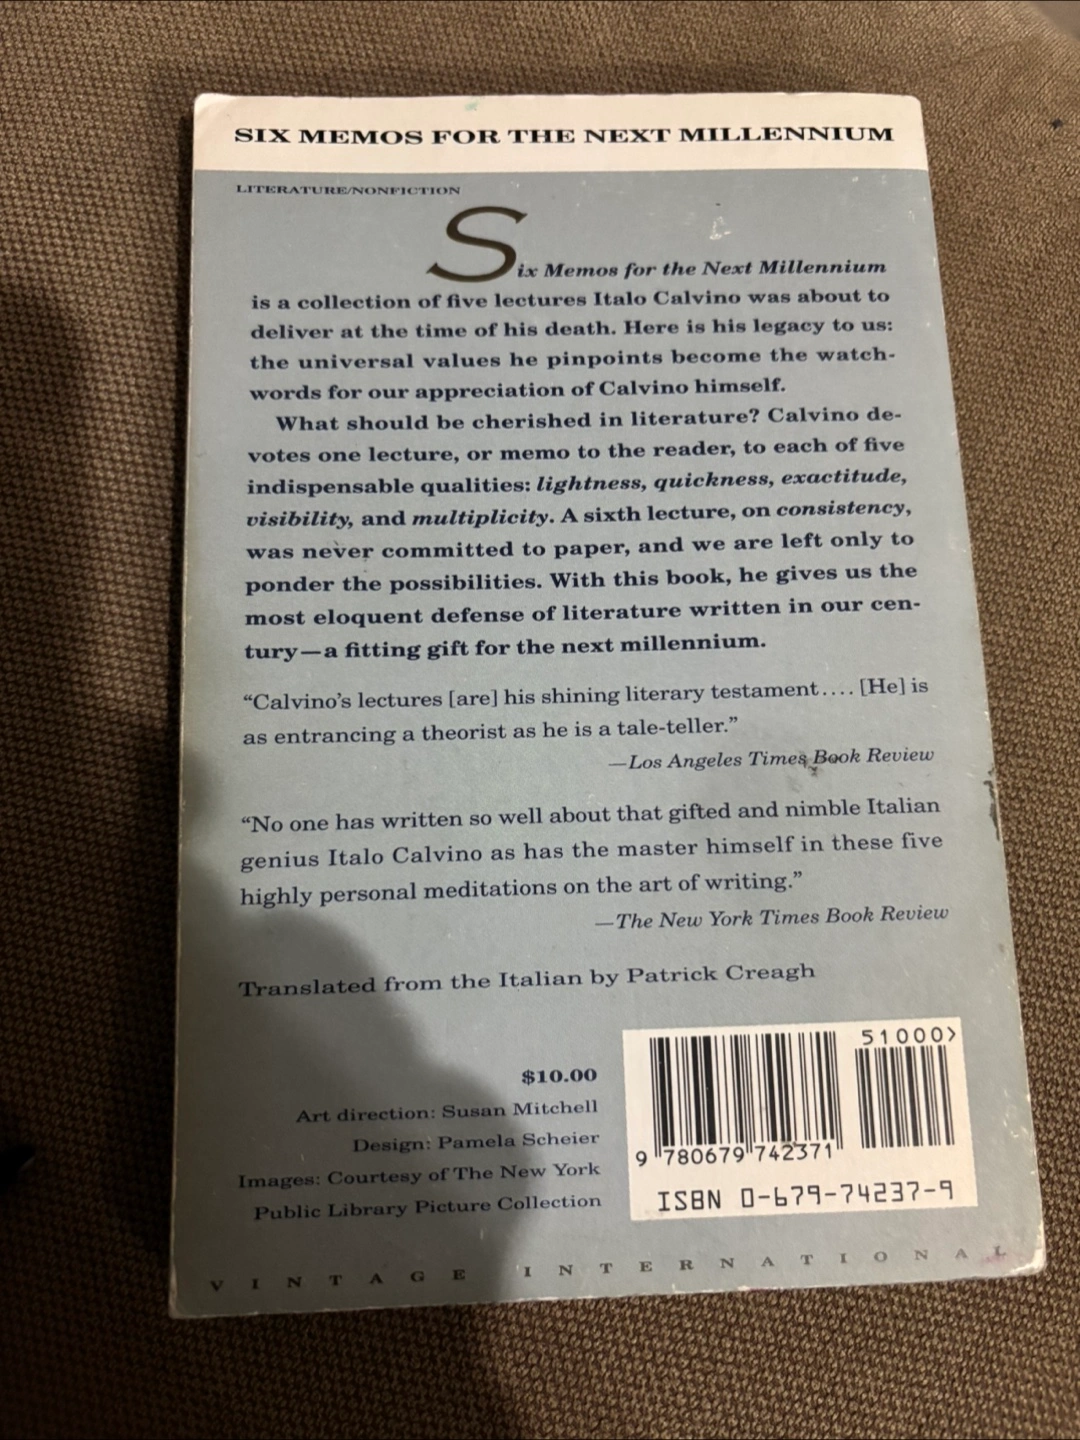 SIX MEMOS FOR THE NEXT MILLENNIUM
LITERATURE/NONFICTION
Six Memos for the Next Millennium
is a collection of five lectures Italo Calvino was about to
deliver at the time of his death. Here is his legacy to us:
the universal values he pinpoints become the watch-
words for our appreciation of Calvino himself.
What should be cherished in literature? Calvino de-
votes one lecture, or memo to the reader, to each of five
indispensable qualities: lightness, quickness, exactitude,
visibility, and multiplicity. A sixth lecture, on consistency,
was never committed to paper, and we are left only to
ponder the possibilities. With this book, he gives us the
most eloquent defense of literature written in our cen-
tury—a fitting gift for the next millennium.
“Calvino’s lectures [are] his shining literary testament.... [He] is
as entrancing a theorist as he is a tale-teller.”
—Los Angeles Times Book Review
“No one has written so well about that gifted and nimble Italian
genius Italo Calvino as has the master himself in these five
highly personal meditations on the art of writing.”
—The New York Times Book Review
Translated from the Italian by Patrick Creagh
$10.00
Art direction: Susan Mitchell
Design: Pamela Scheier
Images: Courtesy of The New York
Public Library Picture Collection
51000>
9 780679 742371
ISBN 0-679-74237-9
VINTAGE INTERNATIONAL